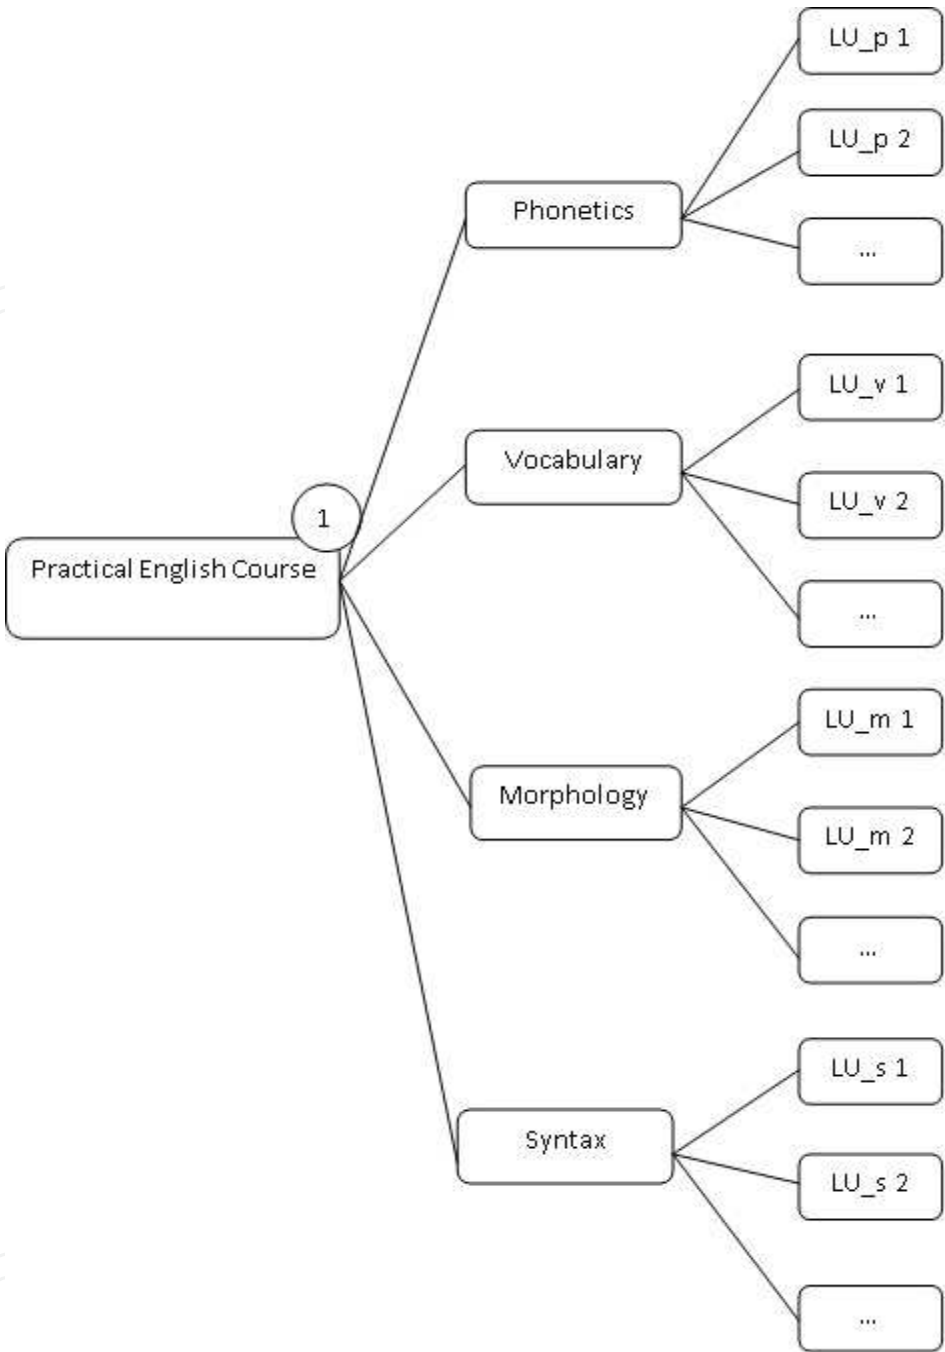 LU_p 1
LU_p 2
Phonetics
...
LU_v 1
Vocabulary
LU_v 2
1
Practical English Course
...
LU_m 1
Morphology
LU_m 2
...
LU_s 1
Syntax
LU_s 2
...